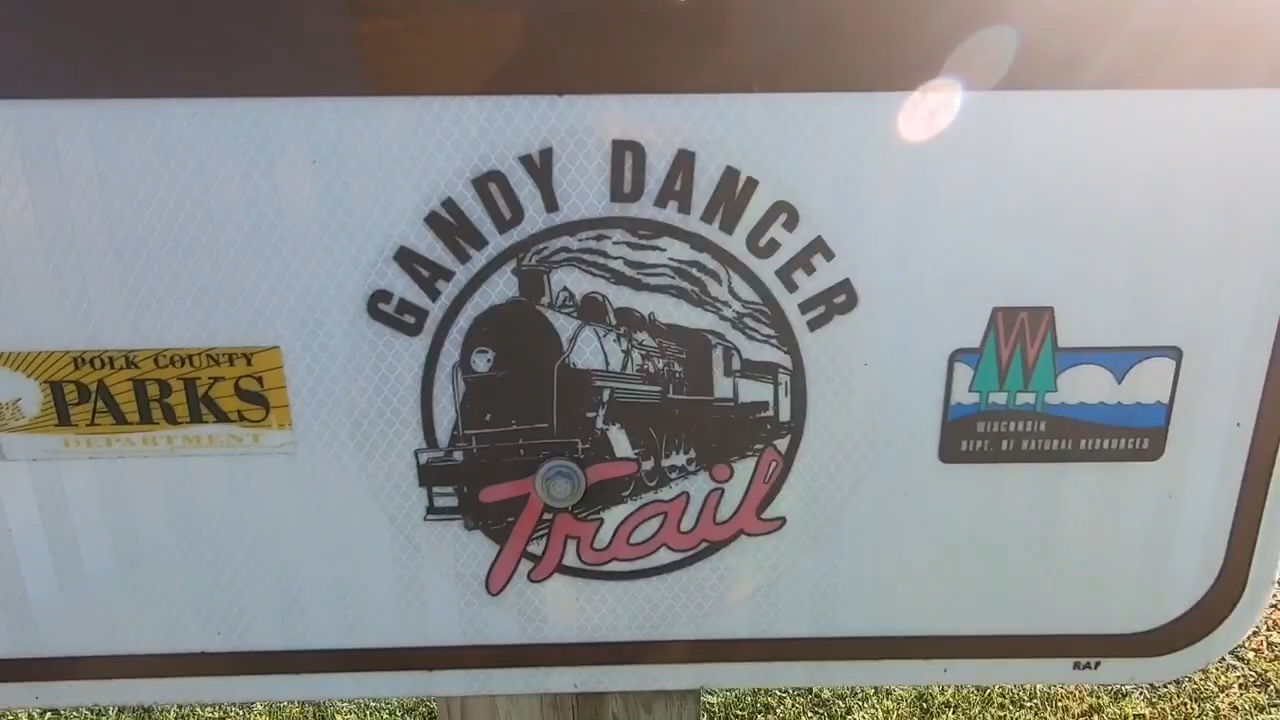 GANDY DANCER
Trail
POLK COUNTY
PARKS
DEPARTMENT
W
WISCONSIN
DEPT. OF NATURAL RESOURCES
RAF